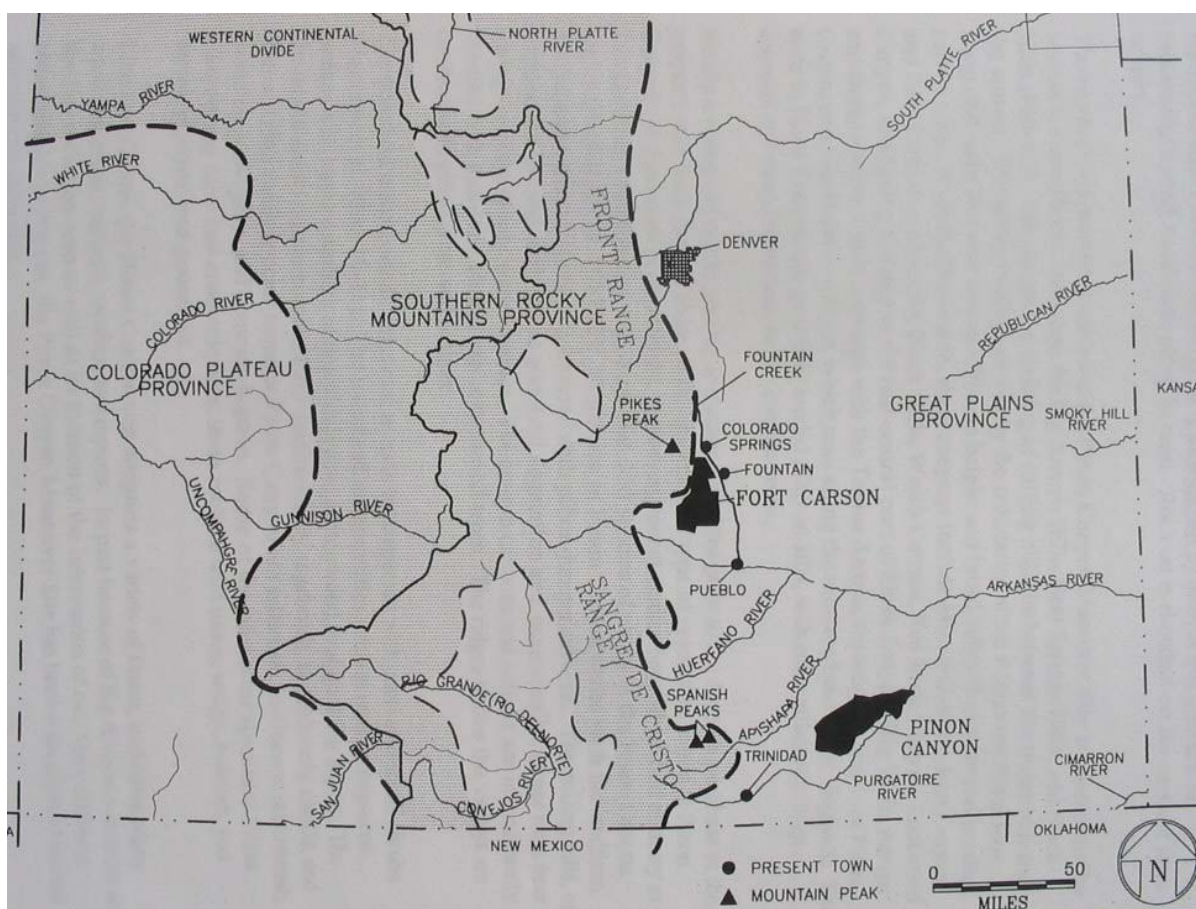 WESTERN CONTINENTAL
DIVIDE
NORTH PLATTE
RIVER
YAMPA RIVER
SOUTH PLATTE RIVER
WHITE RIVER
FRONT RANGE
DENVER
COLORADO RIVER
SOUTHERN ROCKY
MOUNTAINS PROVINCE
REPUBLICAN RIVER
COLORADO PLATEAU
PROVINCE
FOUNTAIN
CREEK
GREAT PLAINS
PROVINCE
KANSA
PIKES
PEAK
SMOKY HILL
RIVER
COLORADO
SPRINGS
FOUNTAIN
FORT CARSON
UNCOMPAHGRE RIVER
GUNNISON RIVER
PUEBLO
ARKANSAS RIVER
SANGRE DE CRISTO
RANGE
HUERFANO RIVER
RIO GRANDE (RIO DEL NORTE)
SPANISH
PEAKS
APISHAPA RIVER
PINON
CANYON
TRINIDAD
SAN JUAN RIVER
CONEJOS RIVER
PURGATOIRE
RIVER
CIMARRON
RIVER
NEW MEXICO
OKLAHOMA
PRESENT TOWN
MOUNTAIN PEAK
0 50
MILES
N